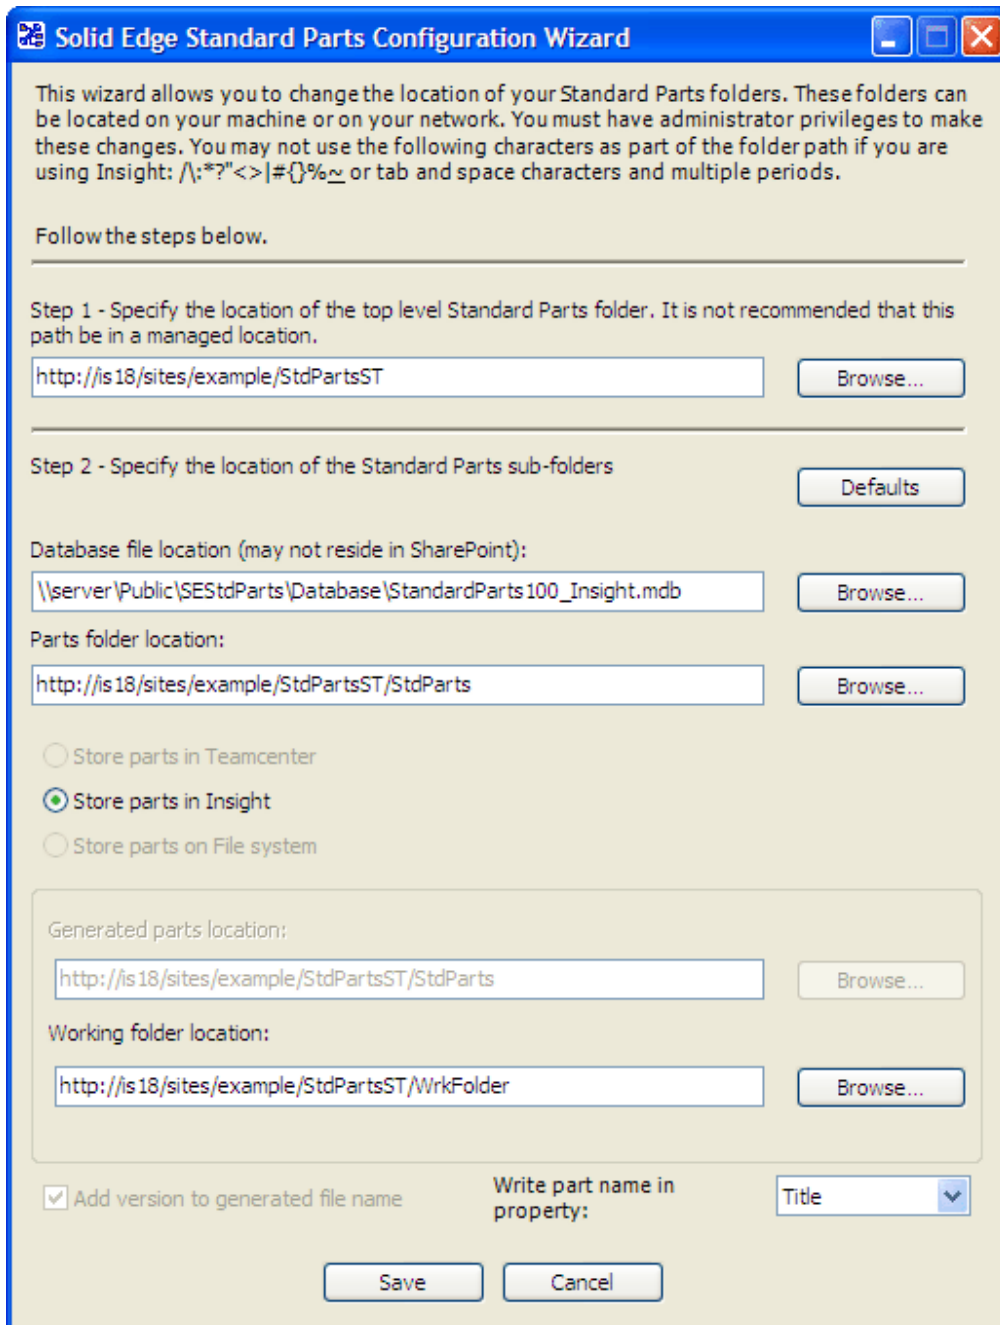 Solid Edge Standard Parts Configuration Wizard
This wizard allows you to change the location of your Standard Parts folders. These folders can
be located on your machine or on your network. You must have administrator privileges to make
these changes. You may not use the following characters as part of the folder path if you are
using Insight: /\:*?"<>|#{}%~ or tab and space characters and multiple periods.
Follow the steps below.
Step 1 - Specify the location of the top level Standard Parts folder. It is not recommended that this
path be in a managed location.
http://is18/sites/example/StdPartsST
Browse...
Step 2 - Specify the location of the Standard Parts sub-folders
Defaults
Database file location (may not reside in SharePoint):
\\server\Public\SEStdParts\Database\StandardParts100_Insight.mdb
Browse...
Parts folder location:
http://is18/sites/example/StdPartsST/StdParts
Browse...
Store parts in Teamcenter
Store parts in Insight
Store parts on File system
Generated parts location:
http://is18/sites/example/StdPartsST/StdParts
Browse...
Working folder location:
http://is18/sites/example/StdPartsST/WrkFolder
Browse...
Add version to generated file name
Write part name in
property:
Title
Save
Cancel